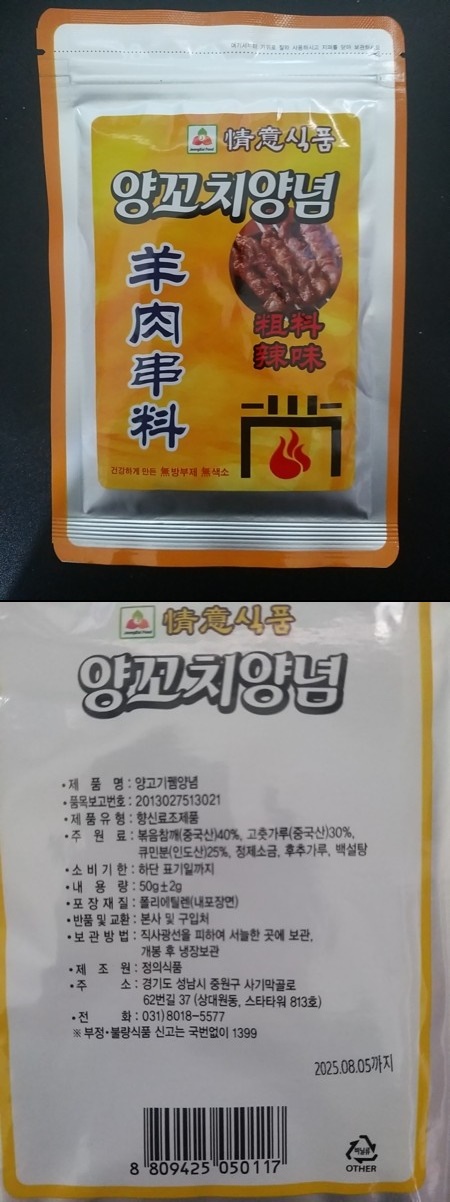 情意식품
양꼬치양념
羊肉串料
粗料
辣味
건강하게 만든 無방부제 無색소
情意식품
양꼬치양념
• 제 품 명 : 양고기뀀양념
• 품목보고번호 : 2013027513021
• 제 품 유 형 : 향신료조제품
• 주 원 료 : 볶음참깨(중국산)40%, 고춧가루(중국산)30%,
큐민분(인도산)25%, 정제소금, 후추가루, 백설탕
• 소 비 기 한 : 하단 표기일까지
• 내 용 량 : 50g±2g
• 포 장 재 질 : 폴리에틸렌(내포장면)
• 반품 및 교환 : 본사 및 구입처
• 보 관 방 법 : 직사광선을 피하여 서늘한 곳에 보관,
개봉 후 냉장보관
• 제 조 원 : 정의식품
• 주 소 : 경기도 성남시 중원구 사기막골로
62번길 37 (상대원동, 스타타워 813호)
• 전 화 : 031) 8018-5577
※ 부정·불량식품 신고는 국번없이 1399
2025.08.05까지
8 809425 050117
비닐류
OTHER